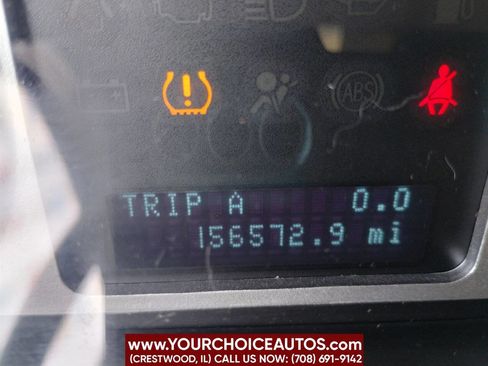 ABS
TRIP A 0.0
156572.9 mi
WWW.YOURCHOICEAUTOS.COM
(CRESTWOOD, IL) CALL US NOW: (708) 691-9142